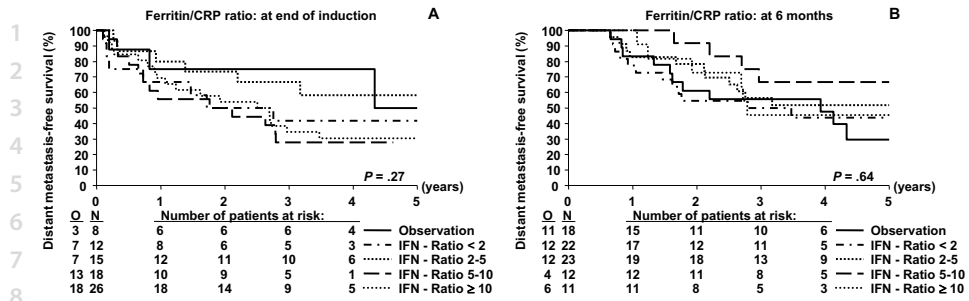 1
2
3
4
5
6
7
8
Ferritin/CRP ratio: at end of induction
A
Distant metastasis-free survival (%)
100
90
80
70
60
50
40
30
20
10
0
0 1 2 3 4 5
(years)
P = .27
O N Number of patients at risk:
3 8 6 6 6 4 Observation
7 12 8 6 5 3 IFN - Ratio < 2
7 15 12 11 10 6 IFN - Ratio 2-5
13 18 10 9 5 1 IFN - Ratio 5-10
18 26 18 14 9 5 IFN - Ratio ≥ 10
Ferritin/CRP ratio: at 6 months
B
Distant metastasis-free survival (%)
100
90
80
70
60
50
40
30
20
10
0
0 1 2 3 4 5
(years)
P = .64
O N Number of patients at risk:
11 18 15 11 10 6 Observation
12 22 17 12 11 5 IFN - Ratio < 2
12 23 19 18 13 9 IFN - Ratio 2-5
4 12 12 11 8 5 IFN - Ratio 5-10
6 11 11 8 5 3 IFN - Ratio ≥ 10